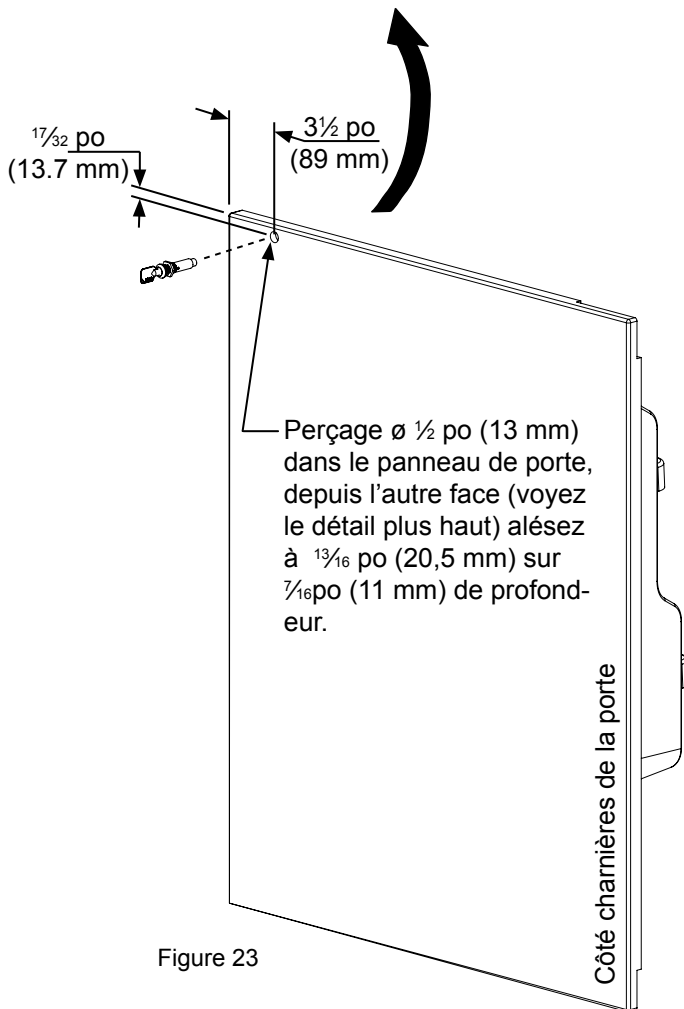 17⁄32 po
(13.7 mm)
3½ po
(89 mm)
Perçage ø ½ po (13 mm)
dans le panneau de porte,
depuis l’autre face (voyez
le détail plus haut) alésez
à 13⁄16 po (20,5 mm) sur
7⁄16po (11 mm) de profond-
eur.
Côté charnières de la porte
Figure 23